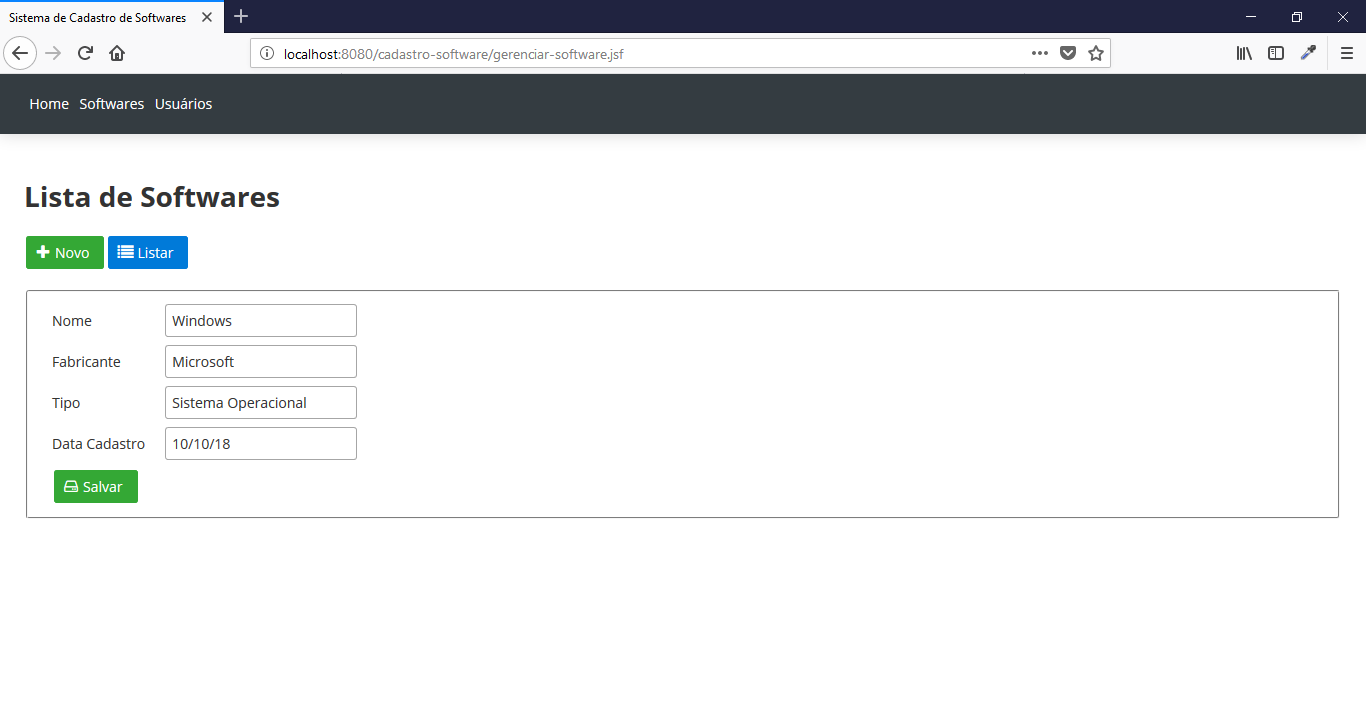 Sistema de Cadastro de Softwares
localhost:8080/cadastro-software/gerenciar-software.jsf
Home Softwares Usuários
Lista de Softwares
Novo Listar
Nome Windows
Fabricante Microsoft
Tipo Sistema Operacional
Data Cadastro 10/10/18
Salvar